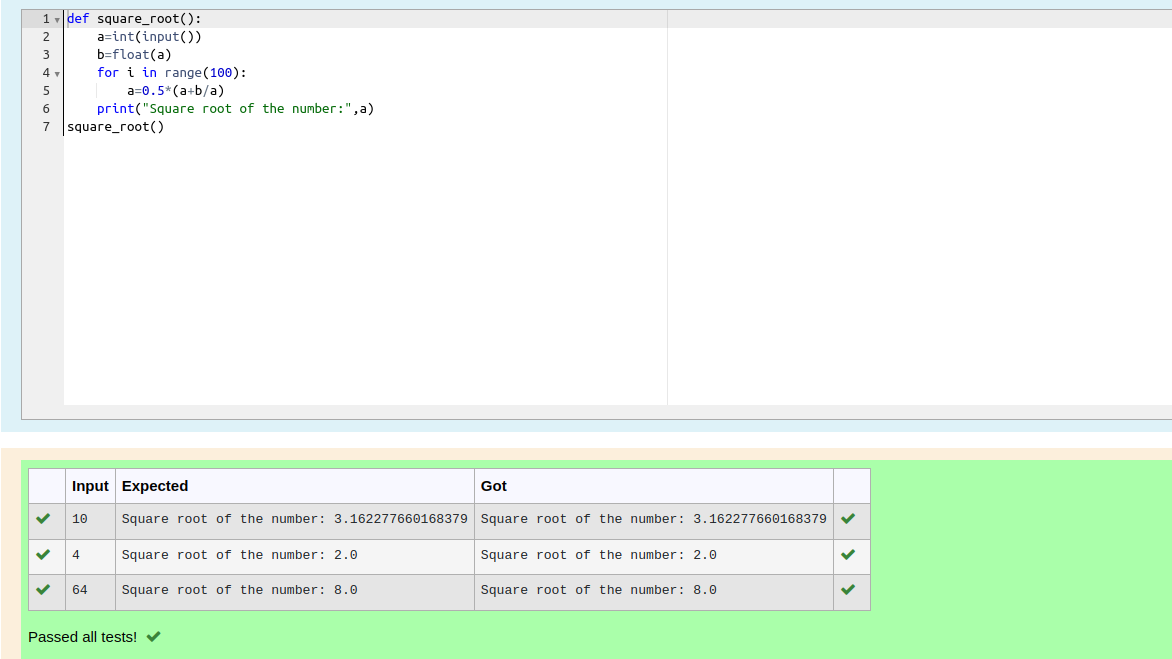 1 def square_root():
2     a=int(input())
3     b=float(a)
4     for i in range(100):
5         a=0.5*(a+b/a)
6     print("Square root of the number:",a)
7 square_root()
Input Expected Got
10 Square root of the number: 3.162277660168379 Square root of the number: 3.162277660168379
4 Square root of the number: 2.0 Square root of the number: 2.0
64 Square root of the number: 8.0 Square root of the number: 8.0
Passed all tests!